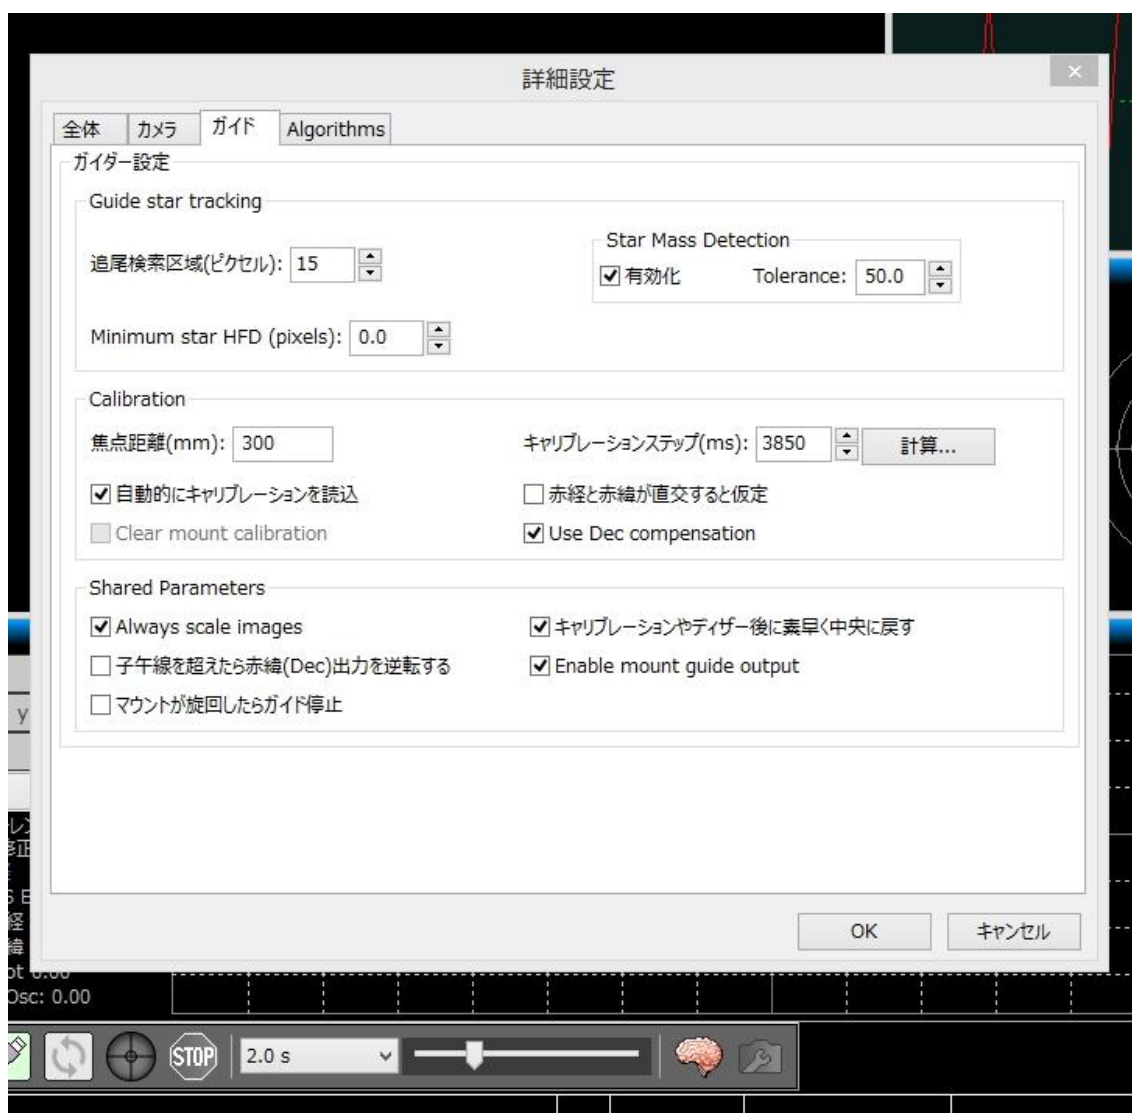 詳細設定
全体 カメラ ガイド Algorithms
ガイダー設定
Guide star tracking
追尾検索区域(ピクセル): 15
Star Mass Detection
有効化 Tolerance: 50.0
Minimum star HFD (pixels): 0.0
Calibration
焦点距離(mm): 300
キャリブレーションステップ(ms): 3850 計算...
自動的にキャリブレーションを読込
赤経と赤緯が直交すると仮定
Clear mount calibration
Use Dec compensation
Shared Parameters
Always scale images
キャリブレーションやディザー後に素早く中央に戻す
子午線を超えたら赤緯(Dec)出力を逆転する
Enable mount guide output
マウントが旋回したらガイド停止
y
OK キャンセル
経
緯
Osc: 0.00
STOP 2.0 s